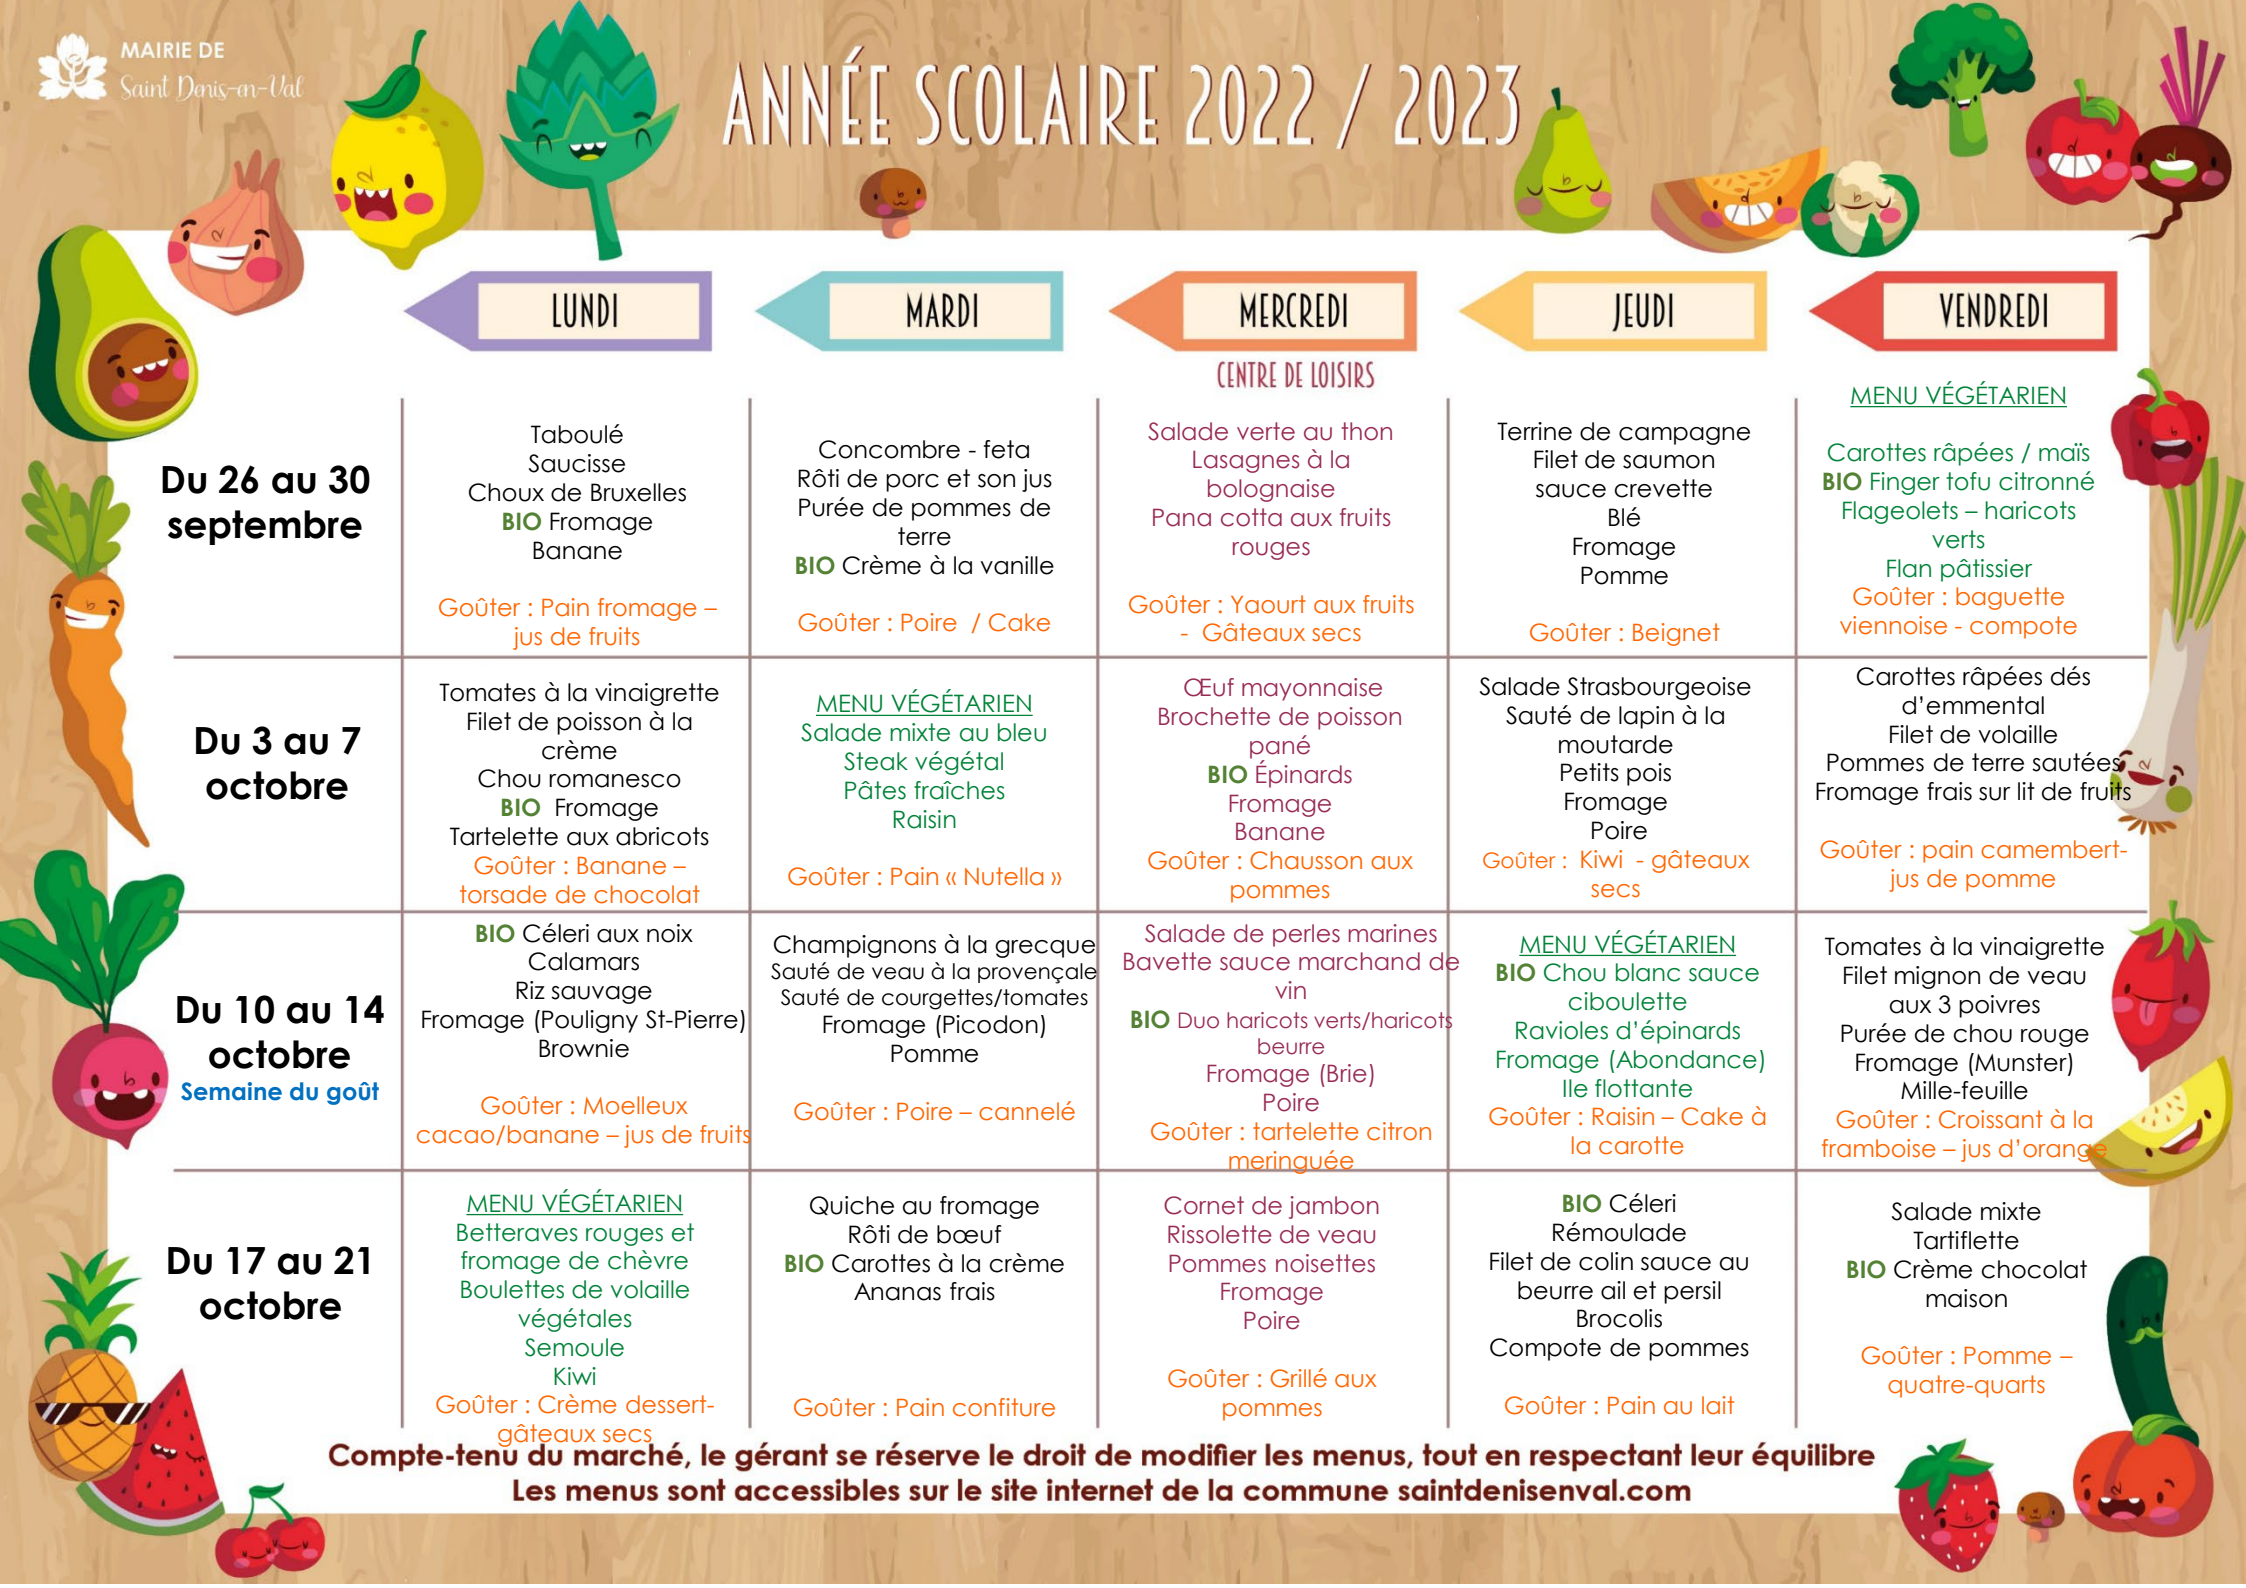 MAIRIE DE
Saint Denis-en-Val
ANNÉE SCOLAIRE 2022 / 2023
LUNDI
MARDI
MERCREDI
JEUDI
VENDREDI
CENTRE DE LOISIRS
Du 26 au 30
septembre
Taboulé
Saucisse
Choux de Bruxelles
BIO Fromage
Banane
Goûter : Pain fromage –
jus de fruits
Concombre - feta
Rôti de porc et son jus
Purée de pommes de
terre
BIO Crème à la vanille
Goûter : Poire / Cake
Salade verte au thon
Lasagnes à la
bolognaise
Pana cotta aux fruits
rouges
Goûter : Yaourt aux fruits
- Gâteaux secs
Terrine de campagne
Filet de saumon
sauce crevette
Blé
Fromage
Pomme
Goûter : Beignet
MENU VÉGÉTARIEN
Carottes râpées / maïs
BIO Finger tofu citronné
Flageolets – haricots
verts
Flan pâtissier
Goûter : baguette
viennoise - compote
Du 3 au 7
octobre
Tomates à la vinaigrette
Filet de poisson à la
crème
Chou romanesco
BIO Fromage
Tartelette aux abricots
Goûter : Banane –
torsade de chocolat
MENU VÉGÉTARIEN
Salade mixte au bleu
Steak végétal
Pâtes fraîches
Raisin
Goûter : Pain « Nutella »
Œuf mayonnaise
Brochette de poisson
pané
BIO Épinards
Fromage
Banane
Goûter : Chausson aux
pommes
Salade Strasbourgeoise
Sauté de lapin à la
moutarde
Petits pois
Fromage
Poire
Goûter : Kiwi - gâteaux
secs
Carottes râpées dés
d'emmental
Filet de volaille
Pommes de terre sautées
Fromage frais sur lit de fruits
Goûter : pain camembert-
jus de pomme
Du 10 au 14
octobre
Semaine du goût
BIO Céleri aux noix
Calamars
Riz sauvage
Fromage (Pouligny St-Pierre)
Brownie
Goûter : Moelleux
cacao/banane – jus de fruits
Champignons à la grecque
Sauté de veau à la provençale
Sauté de courgettes/tomates
Fromage (Picodon)
Pomme
Goûter : Poire – cannelé
Salade de perles marines
Bavette sauce marchand de
vin
BIO Duo haricots verts/haricots
beurre
Fromage (Brie)
Poire
Goûter : tartelette citron
meringuée
MENU VÉGÉTARIEN
BIO Chou blanc sauce
ciboulette
Ravioles d'épinards
Fromage (Abondance)
Ile flottante
Goûter : Raisin – Cake à
la carotte
Tomates à la vinaigrette
Filet mignon de veau
aux 3 poivres
Purée de chou rouge
Fromage (Munster)
Mille-feuille
Goûter : Croissant à la
framboise – jus d'orange
Du 17 au 21
octobre
MENU VÉGÉTARIEN
Betteraves rouges et
fromage de chèvre
Boulettes de volaille
végétales
Semoule
Kiwi
Goûter : Crème dessert-
gâteaux secs
Quiche au fromage
Rôti de bœuf
BIO Carottes à la crème
Ananas frais
Goûter : Pain confiture
Cornet de jambon
Rissolette de veau
Pommes noisettes
Fromage
Poire
Goûter : Grillé aux
pommes
BIO Céleri
Rémoulade
Filet de colin sauce au
beurre ail et persil
Brocolis
Compote de pommes
Goûter : Pain au lait
Salade mixte
Tartiflette
BIO Crème chocolat
maison
Goûter : Pomme –
quatre-quarts
Compte-tenu du marché, le gérant se réserve le droit de modifier les menus, tout en respectant leur équilibre
Les menus sont accessibles sur le site internet de la commune saintdenisenval.com